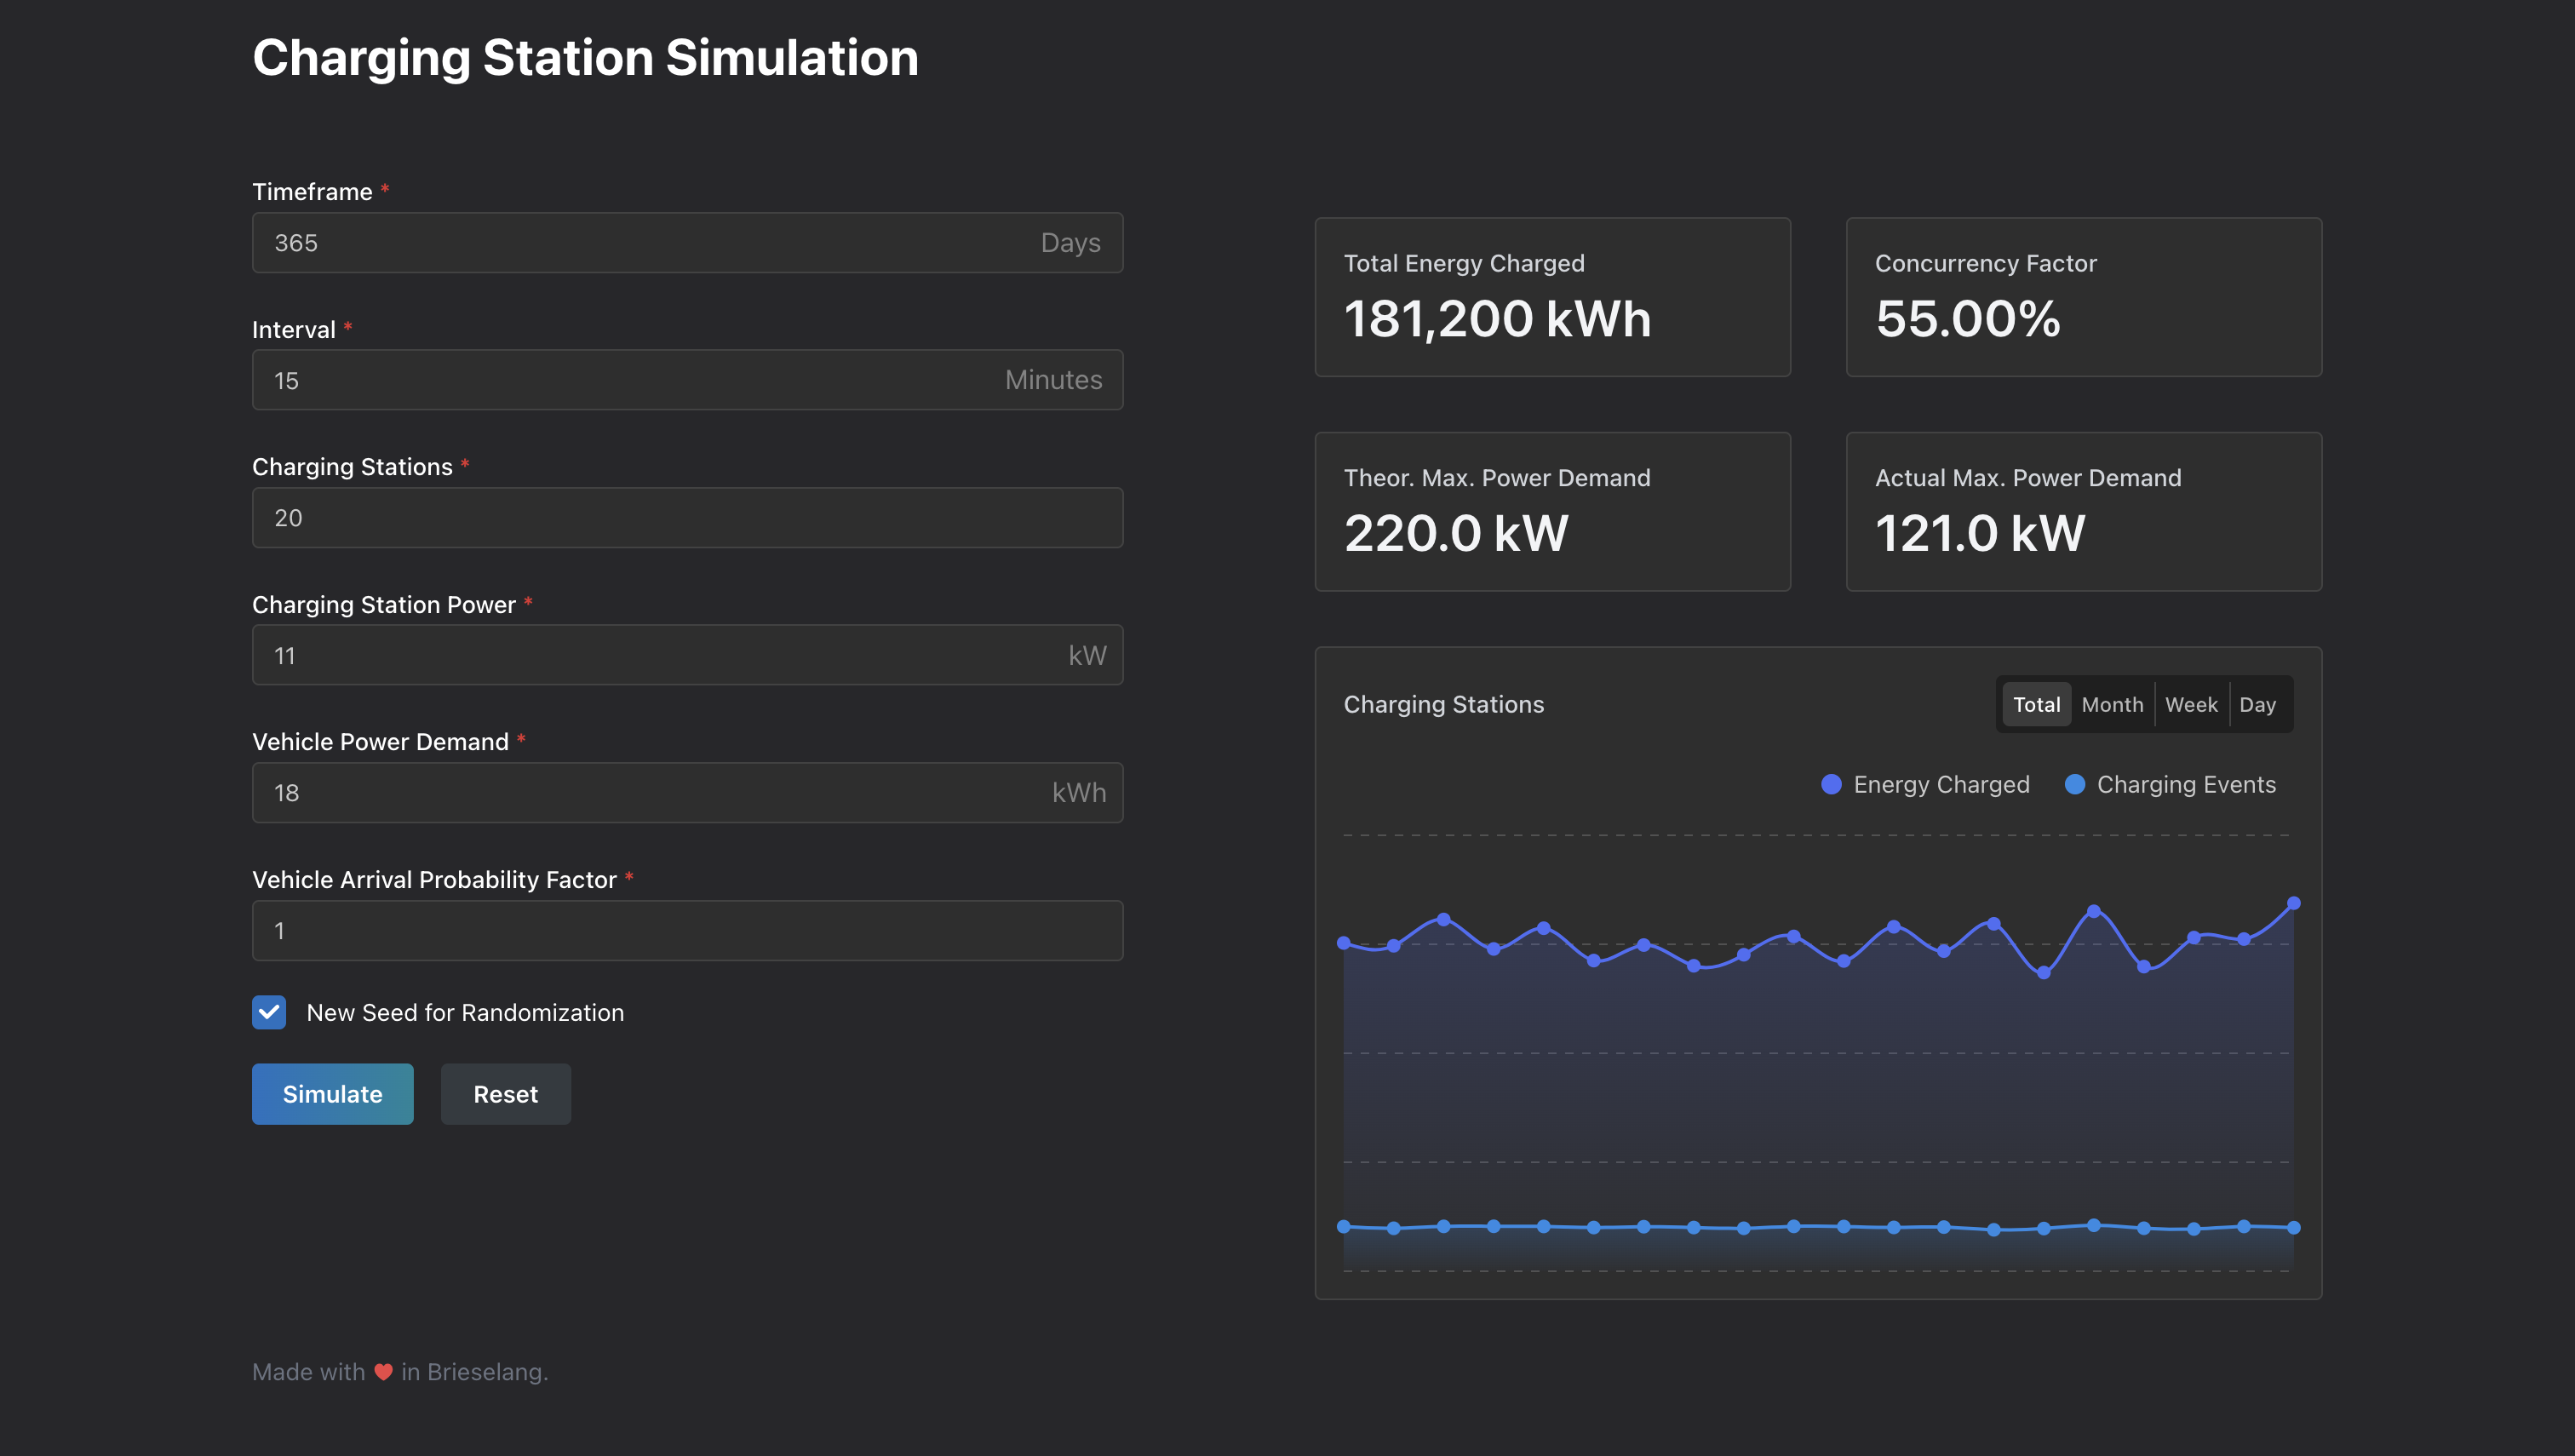 Charging Station Simulation
Timeframe *
365 Days
Interval *
15 Minutes
Charging Stations *
20
Charging Station Power *
11 kW
Vehicle Power Demand *
18 kWh
Vehicle Arrival Probability Factor *
1
New Seed for Randomization
Simulate Reset
Total Energy Charged
181,200 kWh
Concurrency Factor
55.00%
Theor. Max. Power Demand
220.0 kW
Actual Max. Power Demand
121.0 kW
Charging Stations
Total Month Week Day
Energy Charged Charging Events
Made with ❤️ in Brieselang.